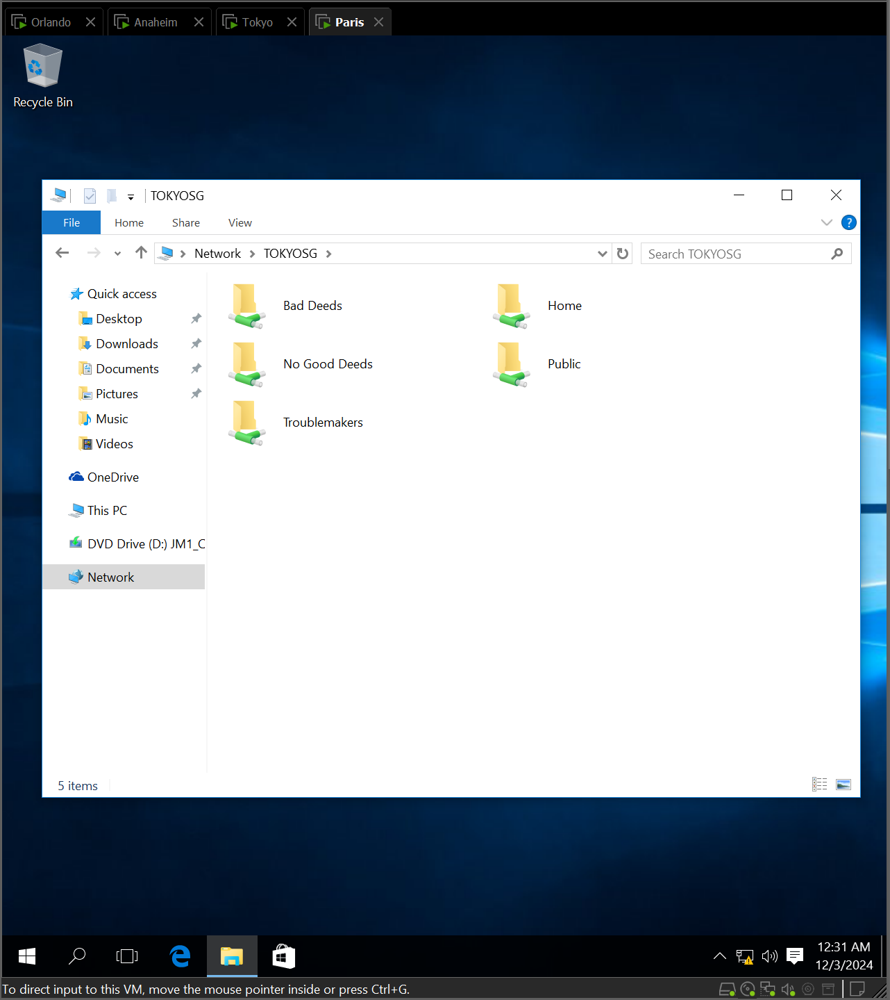 Orlando
Anaheim
Tokyo
Paris
Recycle Bin
TOKYOSG
File
Home
Share
View
?
Network
TOKYOSG
Search TOKYOSG
Quick access
Desktop
Downloads
Documents
Pictures
Music
Videos
OneDrive
This PC
DVD Drive (D:) JM1_C
Network
Bad Deeds
Home
No Good Deeds
Public
Troublemakers
5 items
12:31 AM
12/3/2024
To direct input to this VM, move the mouse pointer inside or press Ctrl+G.